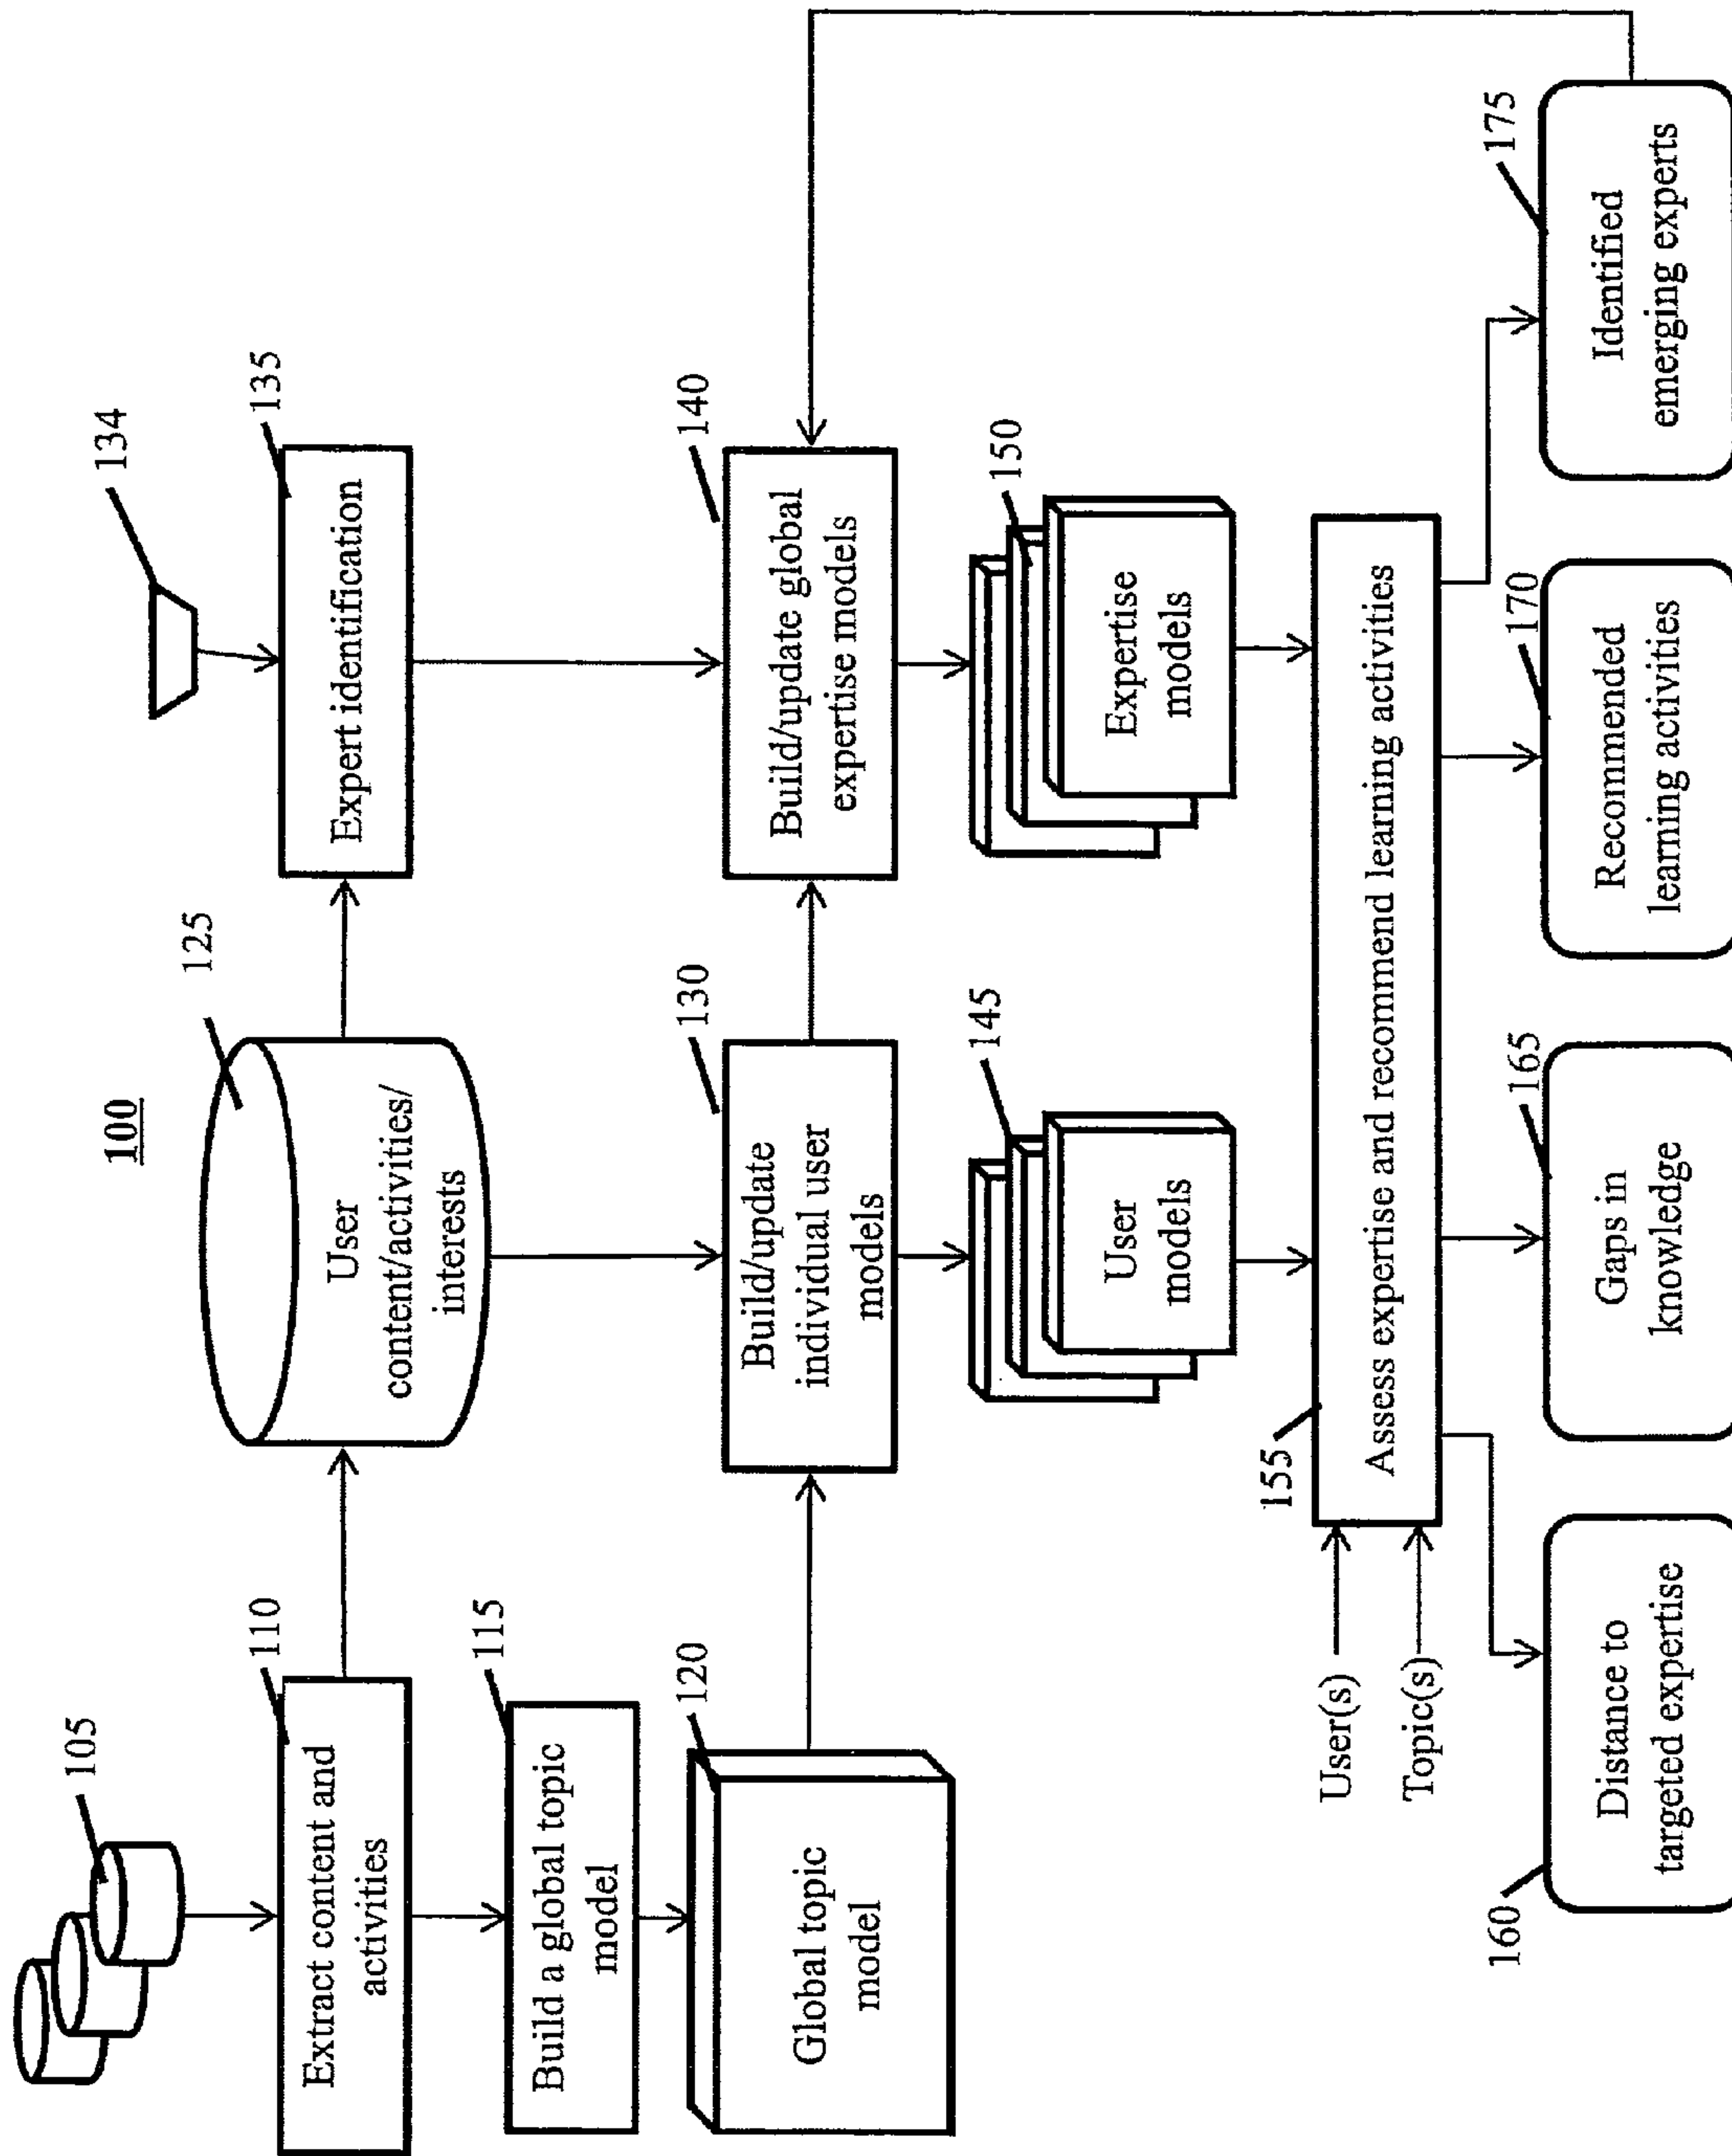 100
105
110
Extract content and
activities
115
Build a global topic
model
120
Global topic
model
125
User
content/activities/
interests
130
Build/update
individual user
models
134
135
Expert identification
140
Build/update global
expertise models
145
User
models
150
Expertise
models
User(s)
Topic(s)
155
Assess expertise and recommend learning activities
160
Distance to
targeted expertise
165
Gaps in
knowledge
170
Recommended
learning activities
175
Identified
emerging experts